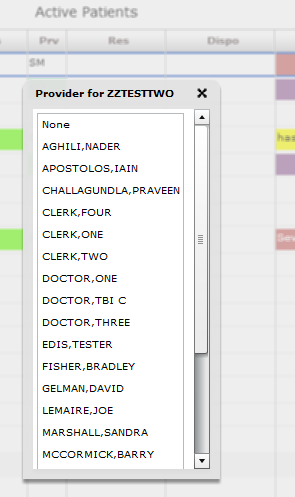 Active Patients
Prv
Res
Dispo
SM
Provider for ZZTESTTWO
None
AGHILI,NADER
APOSTOLOS,IAIN
CHALLAGUNDLA,PRAVEEN
CLERK,FOUR
CLERK,ONE
CLERK,TWO
DOCTOR,ONE
DOCTOR,TBI C
DOCTOR,THREE
EDIS,TESTER
FISHER,BRADLEY
GELMAN,DAVID
LEMAIRE,JOE
MARSHALL,SANDRA
MCCORMICK,BARRY
has